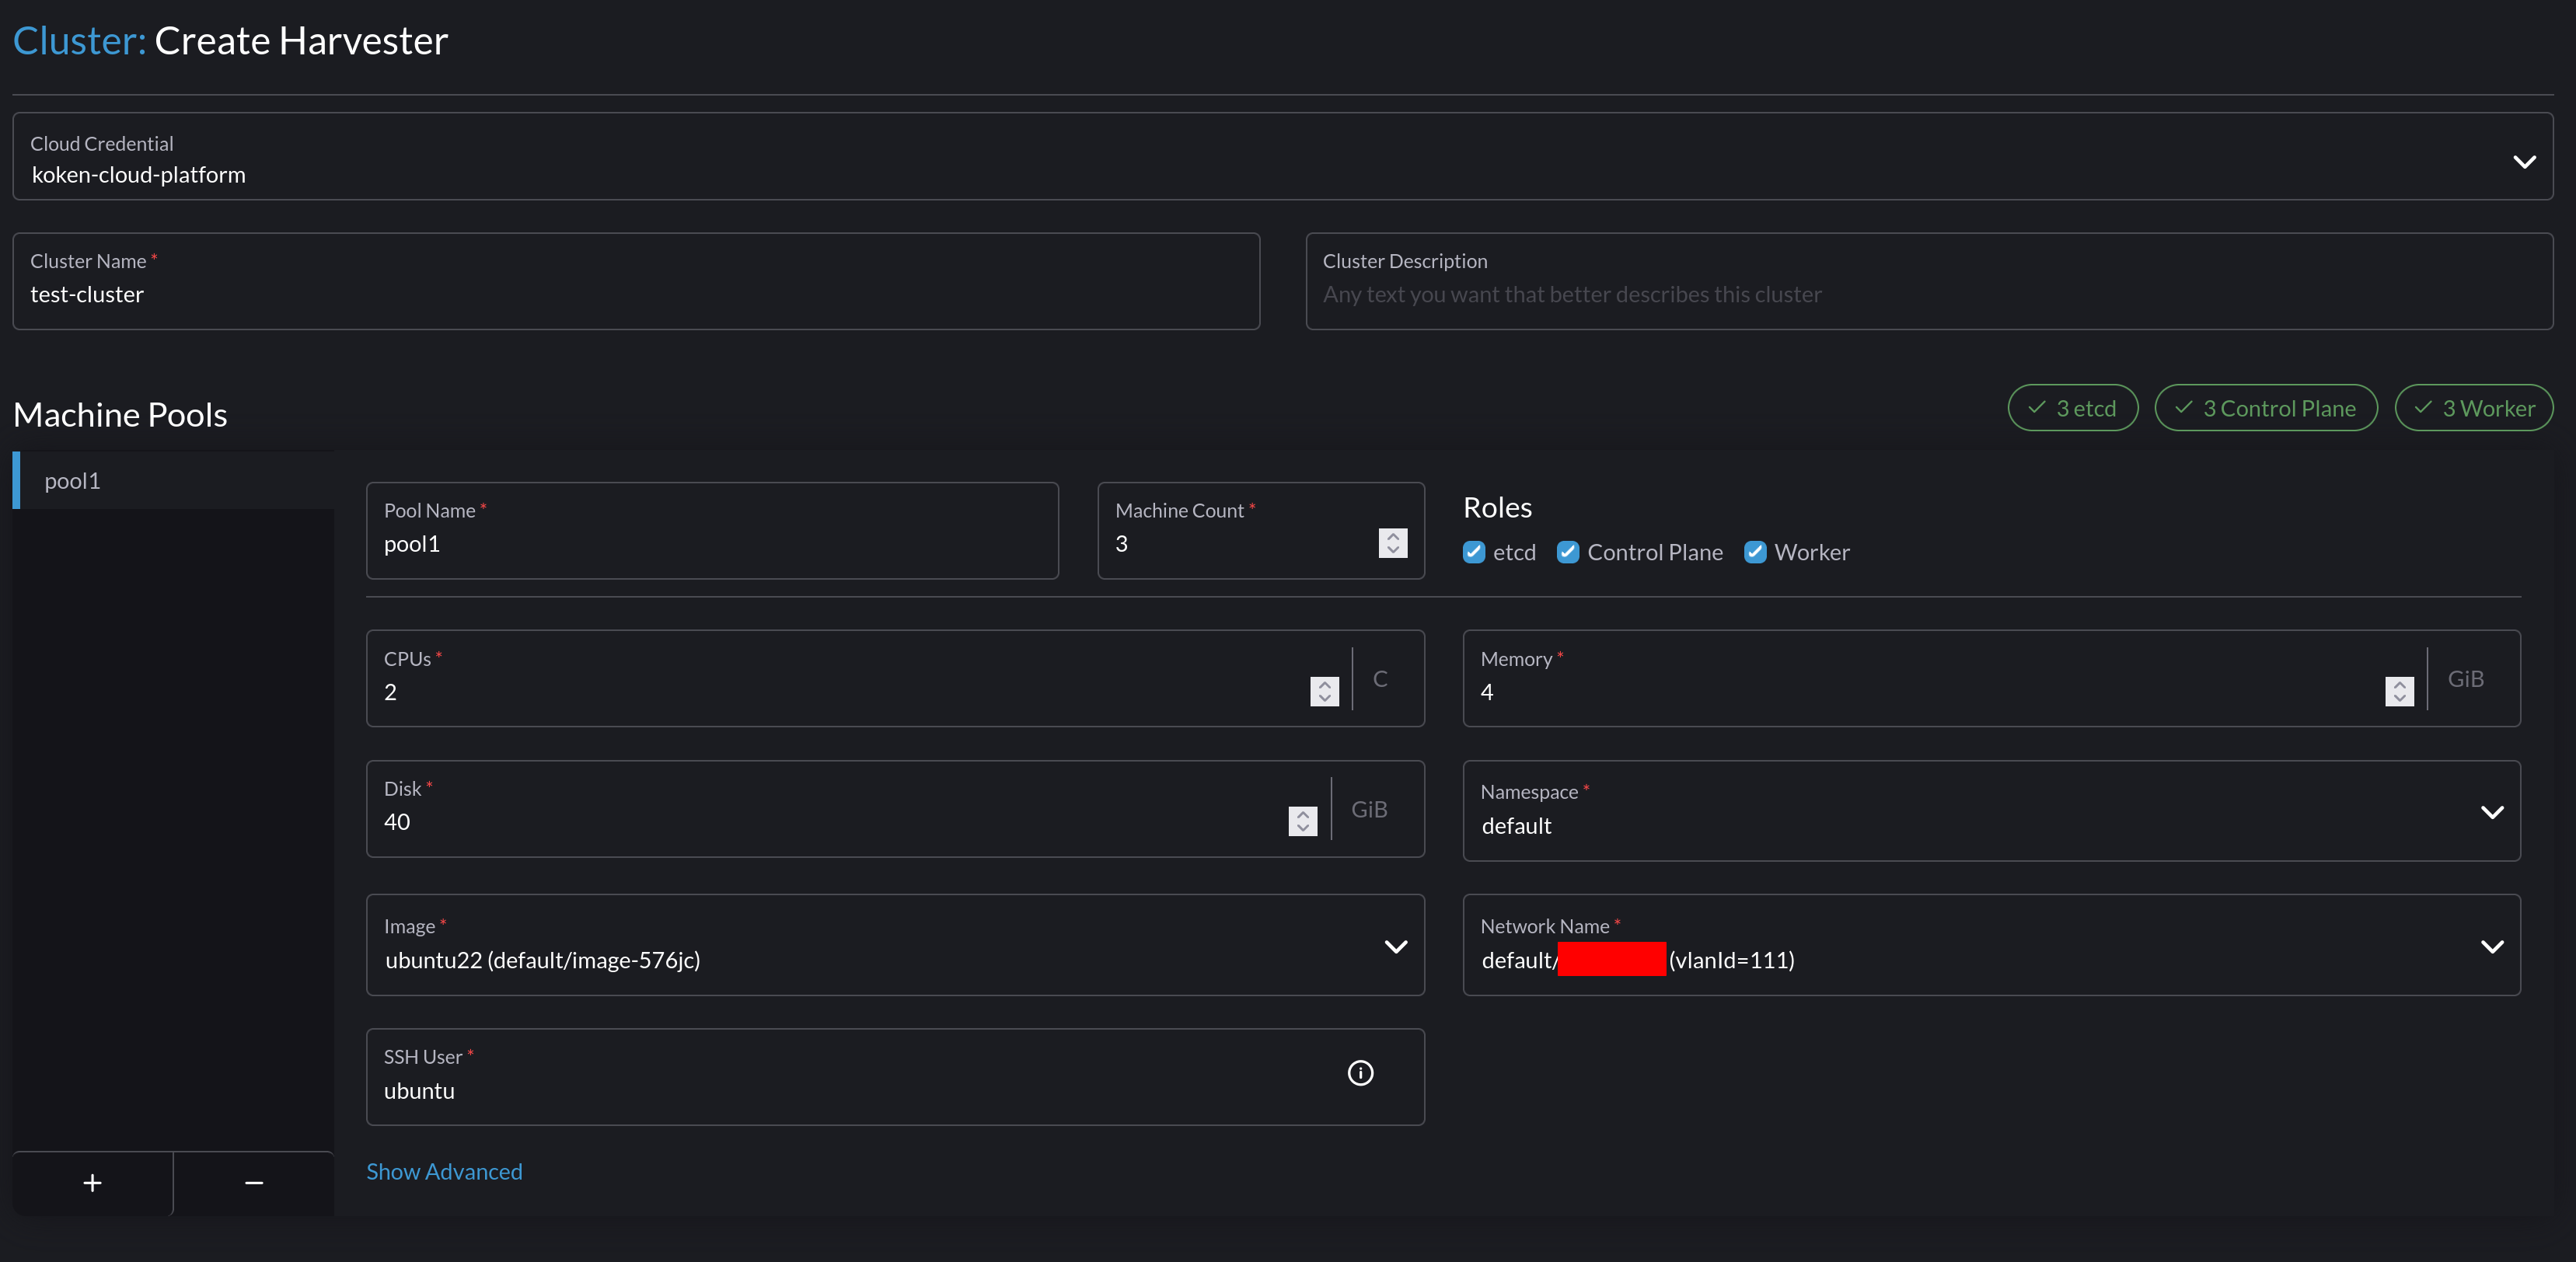 Cluster: Create Harvester
Cloud Credential
koken-cloud-platform
Cluster Name *
test-cluster
Cluster Description
Any text you want that better describes this cluster
Machine Pools
3 etcd
3 Control Plane
3 Worker
pool1
Pool Name *
pool1
Machine Count *
3
Roles
etcd
Control Plane
Worker
CPUs *
2
C
Memory *
4
GiB
Disk *
40
GiB
Namespace *
default
Image *
ubuntu22 (default/image-576jc)
Network Name *
default/ (vlanId=111)
SSH User *
ubuntu
Show Advanced